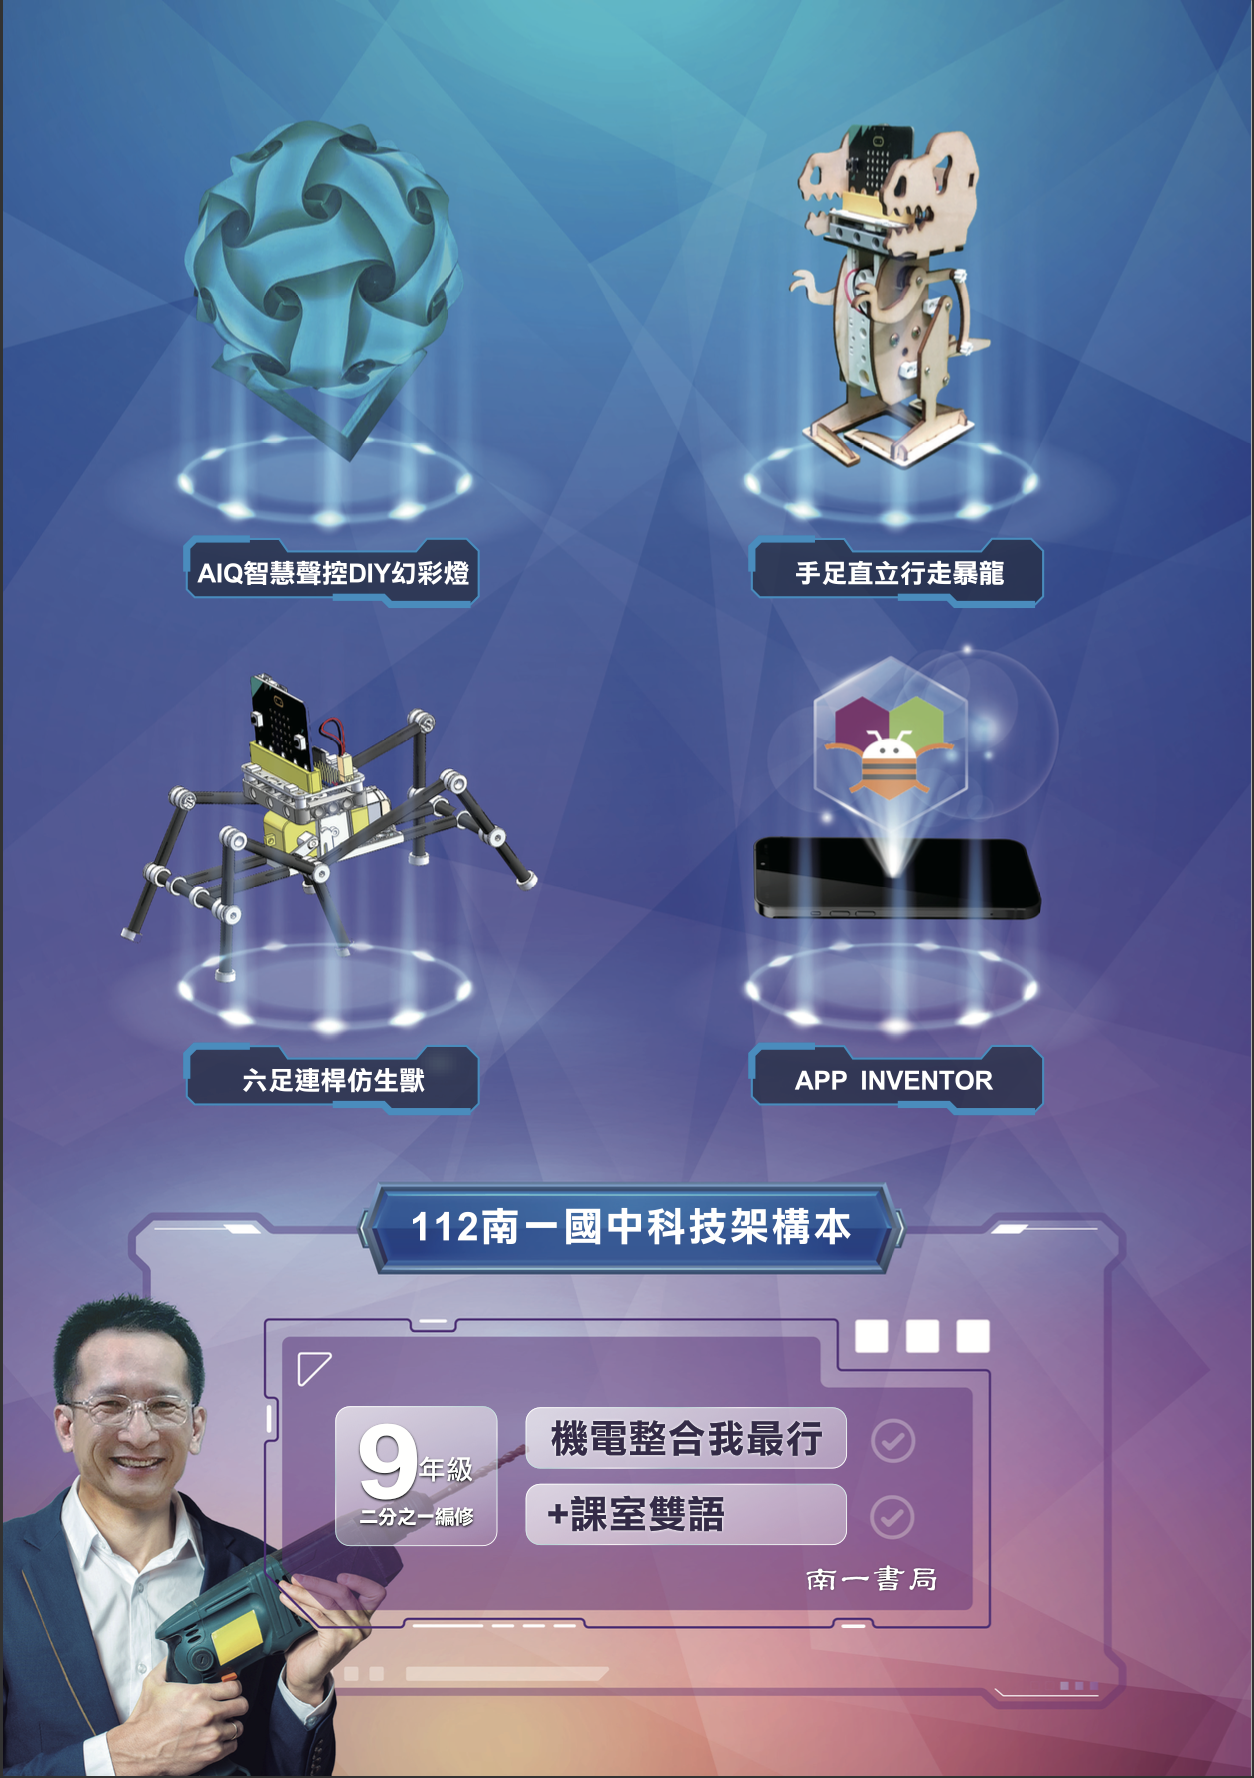 AIQ智慧聲控DIY幻彩燈
手足直立行走暴龍
六足連桿仿生獸
APP INVENTOR
112南一國中科技架構本
9年級
二分之一編修
機電整合我最行
+課室雙語
南一書局